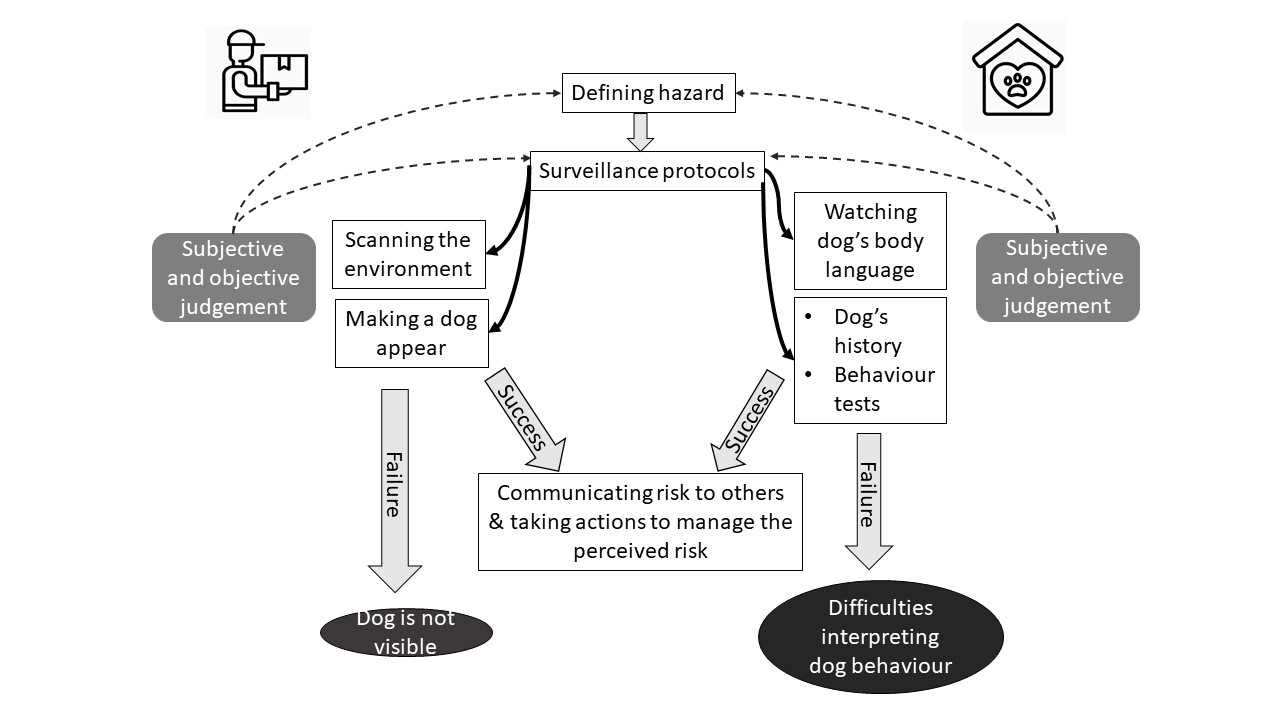 Defining hazard
Surveillance protocols
Subjective
and objective
judgement
Scanning the
environment
Making a dog
appear
Watching
dog’s body
language
• Dog’s
history
• Behaviour
tests
Subjective
and objective
judgement
Success
Success
Failure
Failure
Communicating risk to others
& taking actions to manage the
perceived risk
Dog is not
visible
Difficulties
interpreting
dog behaviour